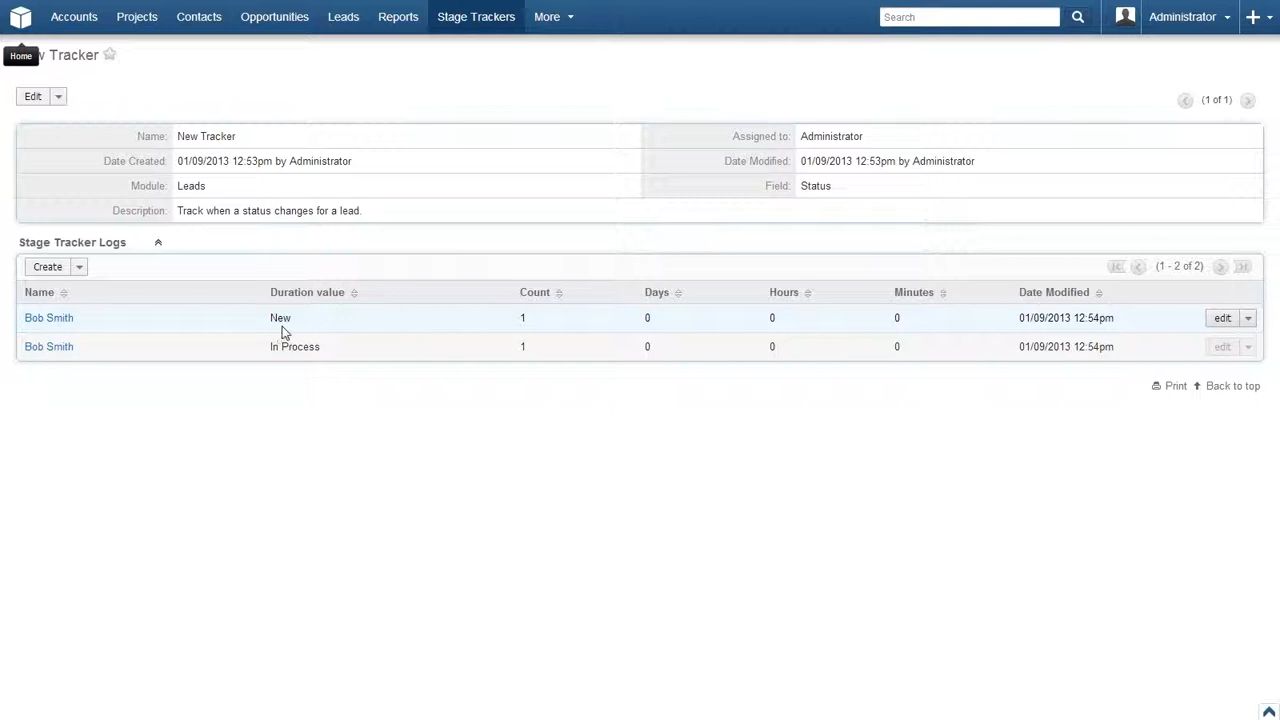 Accounts Projects Contacts Opportunities Leads Reports Stage Trackers More Search Administrator
Home
w Tracker
Edit (1 of 1)
Name: New Tracker Assigned to: Administrator
Date Created: 01/09/2013 12:53pm by Administrator Date Modified: 01/09/2013 12:53pm by Administrator
Module: Leads Field: Status
Description: Track when a status changes for a lead.
Stage Tracker Logs
Create (1 - 2 of 2)
Name Duration value Count Days Hours Minutes Date Modified
Bob Smith New 1 0 0 0 01/09/2013 12:54pm edit
Bob Smith In Process 1 0 0 0 01/09/2013 12:54pm edit
Print Back to top